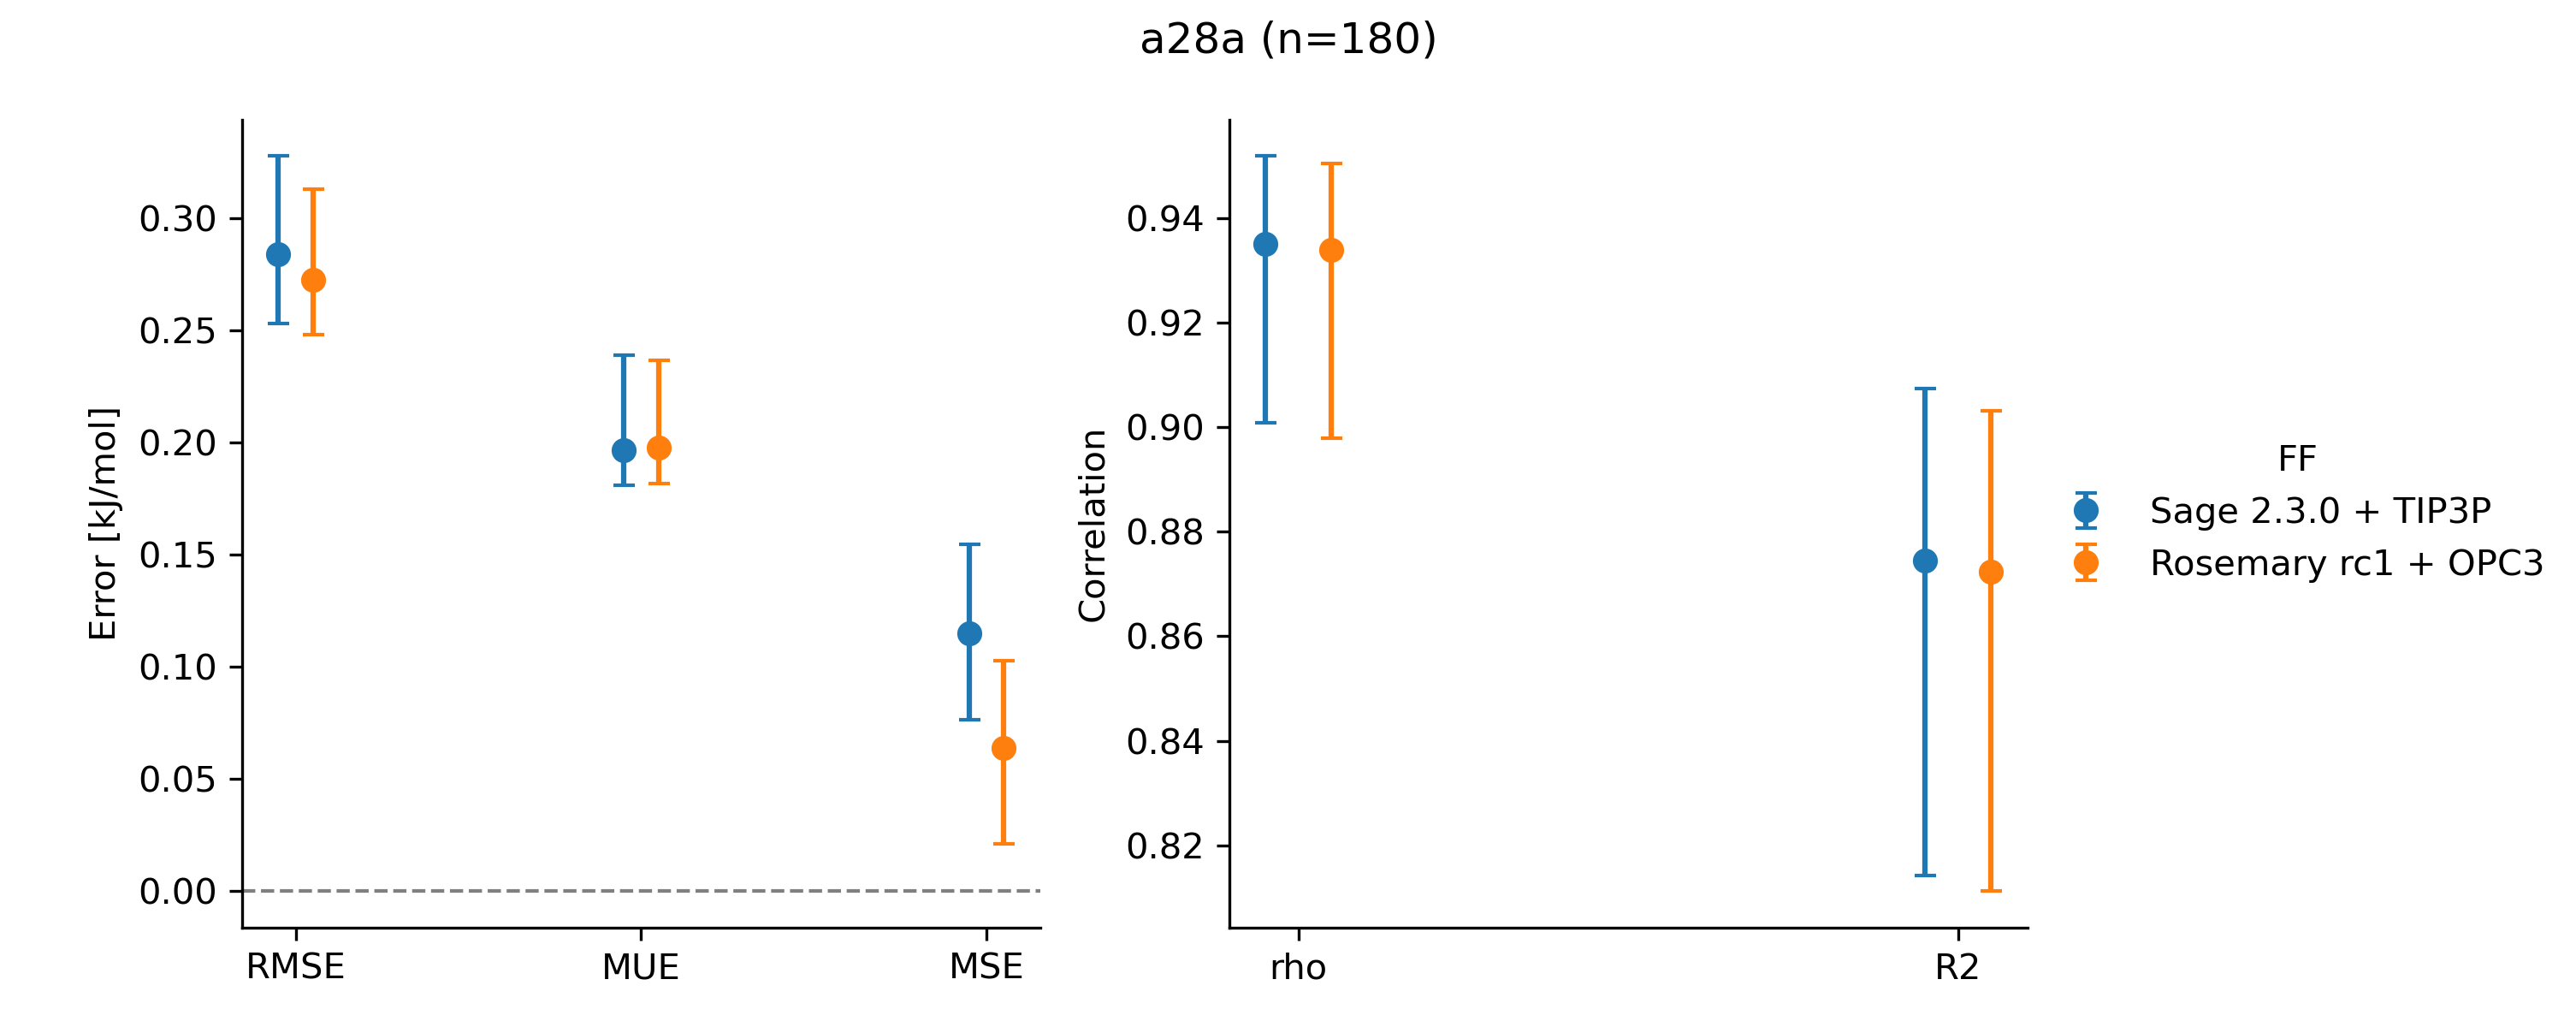 a28a (n=180)
Error [kJ/mol]
0.30
0.25
0.20
0.15
0.10
0.05
0.00
RMSE
MUE
MSE
Correlation
0.94
0.92
0.90
0.88
0.86
0.84
0.82
rho
R2
FF
Sage 2.3.0 + TIP3P
Rosemary rc1 + OPC3